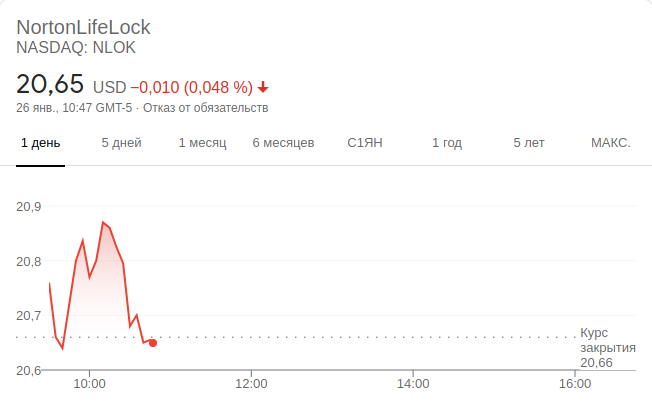 NortonLifeLock
NASDAQ: NLOK
20,65 USD −0,010 (0,048 %)
26 янв., 10:47 GMT-5 · Отказ от обязательств
1 день 5 дней 1 месяц 6 месяцев С1ЯН 1 год 5 лет МАКС.
20,9
20,8
20,7
20,6
Курс
закрытия
20,66
10:00 12:00 14:00 16:00